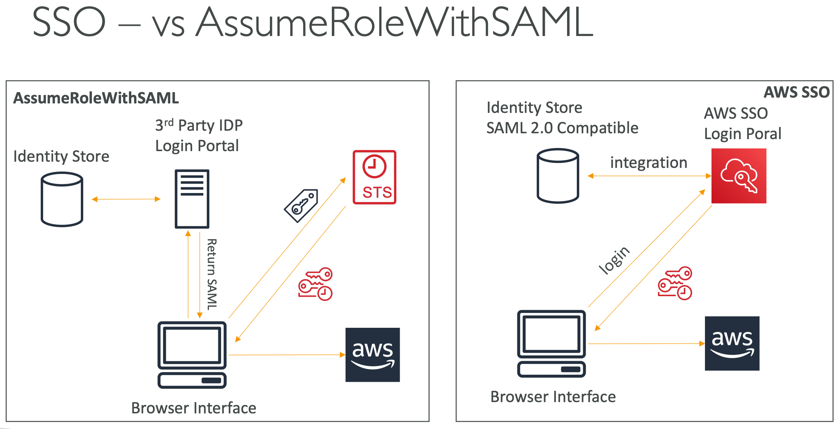 SSO – vs AssumeRoleWithSAML
AssumeRoleWithSAML
3rd Party IDP
Login Portal
Identity Store
STS
Return SAML
aws
Browser Interface
AWS SSO
Identity Store
SAML 2.0 Compatible
AWS SSO
Login Poral
integration
login
aws
Browser Interface